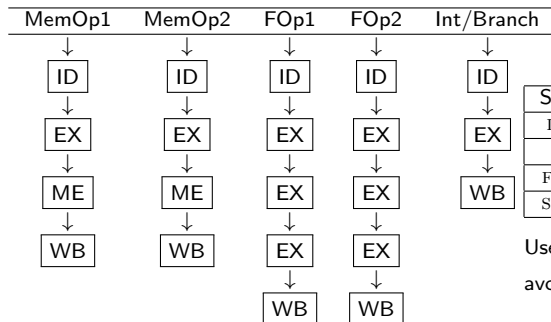 MemOp1 MemOp2 FOp1 FOp2 Int/Branch
ID ID ID ID ID
EX EX EX EX EX
ME ME EX EX WB
WB WB EX EX
WB WB